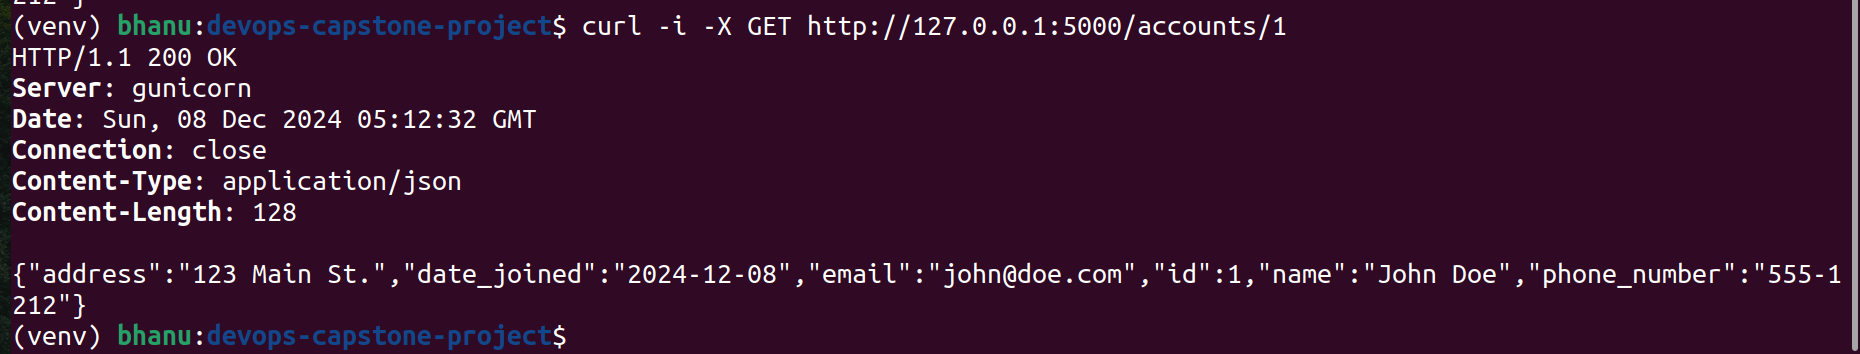 212"}
(venv) bhanu:devops-capstone-project$ curl -i -X GET http://127.0.0.1:5000/accounts/1
HTTP/1.1 200 OK
Server: gunicorn
Date: Sun, 08 Dec 2024 05:12:32 GMT
Connection: close
Content-Type: application/json
Content-Length: 128

{"address":"123 Main St.","date_joined":"2024-12-08","email":"john@doe.com","id":1,"name":"John Doe","phone_number":"555-1
212"}
(venv) bhanu:devops-capstone-project$